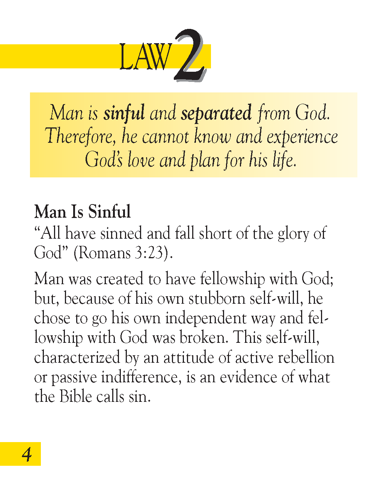 LAW 2
Man is sinful and separated from God.
Therefore, he cannot know and experience
God's love and plan for his life.
Man Is Sinful
“All have sinned and fall short of the glory of
God” (Romans 3:23).
Man was created to have fellowship with God;
but, because of his own stubborn self-will, he
chose to go his own independent way and fel-
lowship with God was broken. This self-will,
characterized by an attitude of active rebellion
or passive indifference, is an evidence of what
the Bible calls sin.
4